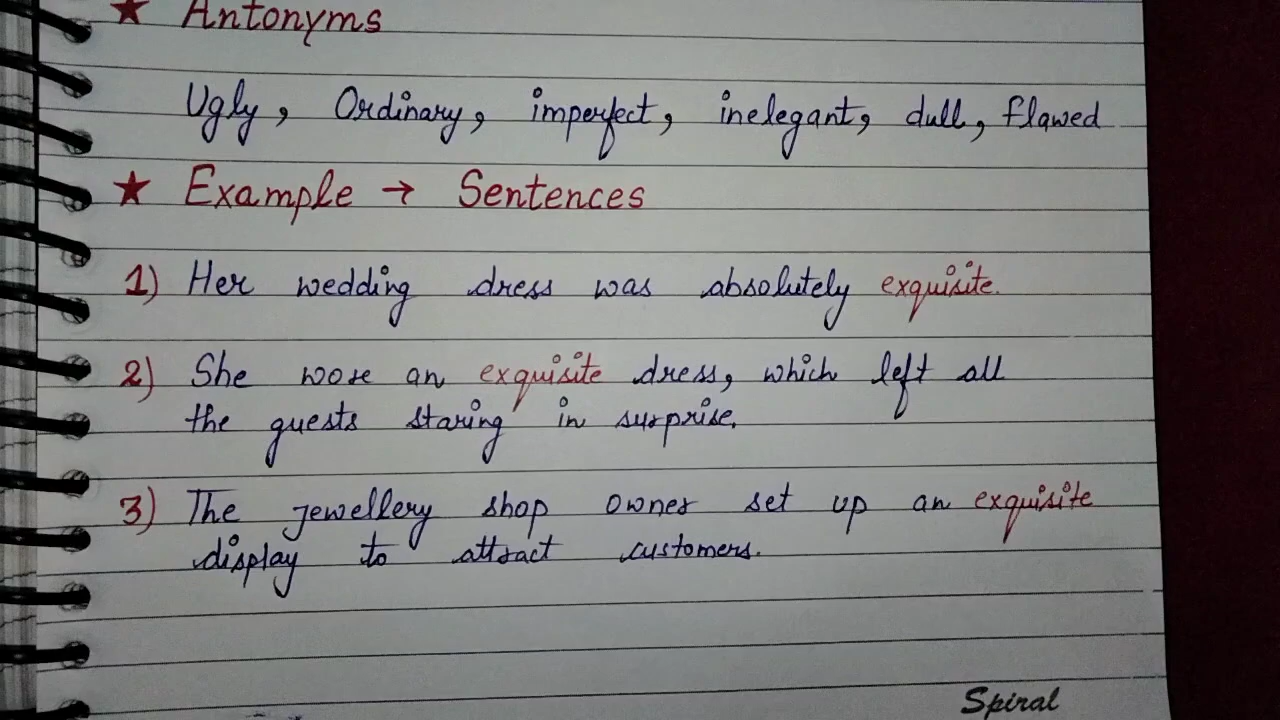 ★ Antonyms
Ugly, Ordinary, imperfect, inelegant, dull, flawed
★ Example → Sentences
1) Her wedding dress was absolutely exquisite.
2) She wore an exquisite dress, which left all
the guests staring in surprise.
3) The jewellery shop owner set up an exquisite
display to attract customers.
Spiral